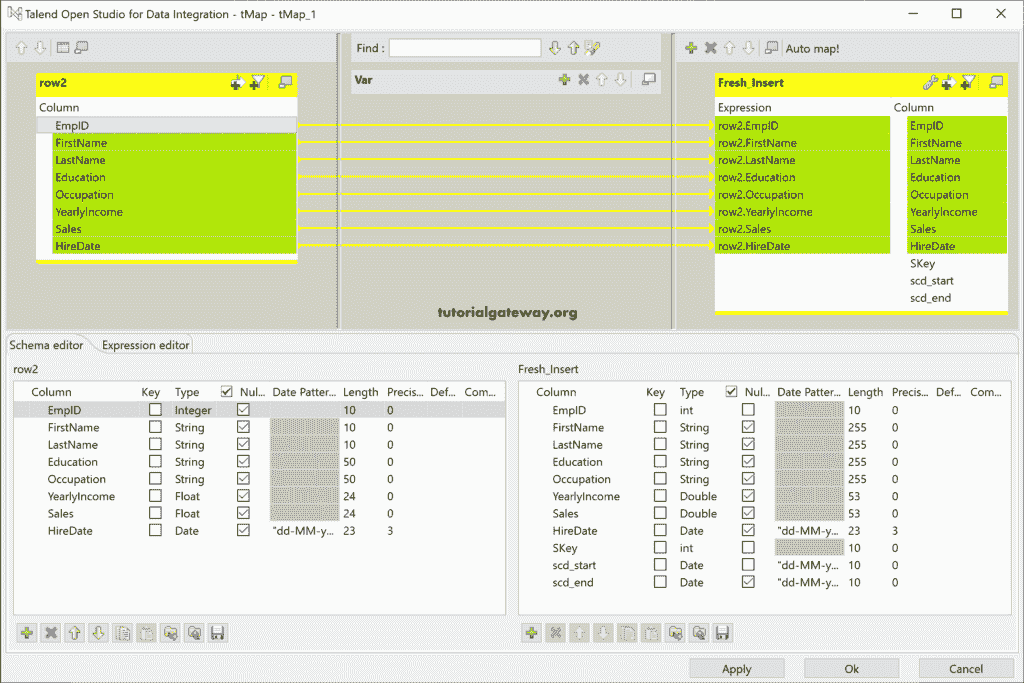 Talend Open Studio for Data Integration - tMap - tMap_1
Find :
Auto map!
row2
Var
Fresh_Insert
Column
Expression Column
EmpID row2.EmpID EmpID
FirstName row2.FirstName FirstName
LastName row2.LastName LastName
Education row2.Education Education
Occupation row2.Occupation Occupation
YearlyIncome row2.YearlyIncome YearlyIncome
Sales row2.Sales Sales
HireDate row2.HireDate HireDate
SKey
scd_start
scd_end
tutorialgateway.org
Schema editor Expression editor
row2
Column Key Type Nul... Date Patter... Length Precis... Def... Com...
EmpID Integer 10 0
FirstName String 10 0
LastName String 10 0
Education String 50 0
Occupation String 50 0
YearlyIncome Float 24 0
Sales Float 24 0
HireDate Date "dd-MM-y... 23 3
Fresh_Insert
Column Key Type Nul... Date Patter... Length Precis... Def... Com...
EmpID int 10 0
FirstName String 255 0
LastName String 255 0
Education String 255 0
Occupation String 255 0
YearlyIncome Double 53 0
Sales Double 53 0
HireDate Date "dd-MM-y... 23 3
SKey int 10 0
scd_start Date "dd-MM-y... 10 0
scd_end Date "dd-MM-y... 10 0
Apply Ok Cancel